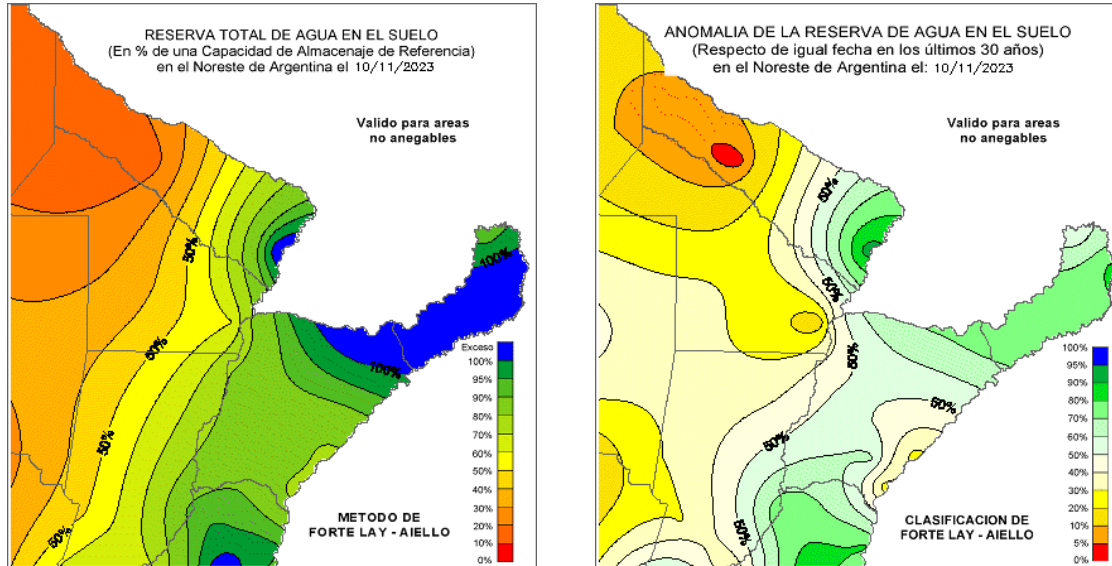 RESERVA TOTAL DE AGUA EN EL SUELO
(En % de una Capacidad de Almacenaje de Referencia)
en el Noreste de Argentina el 10/11/2023
Valido para areas
no anegables
50%
100%
50%
100%
50%
50%
Exceso
100%
95%
90%
80%
70%
60%
50%
40%
30%
20%
10%
0%
METODO DE
FORTE LAY - AIELLO
ANOMALIA DE LA RESERVA DE AGUA EN EL SUELO
(Respecto de igual fecha en los últimos 30 años)
en el Noreste de Argentina el: 10/11/2023
Valido para areas
no anegables
50%
50%
50%
50%
50%
50%
100%
95%
90%
80%
70%
60%
50%
40%
30%
20%
10%
5%
0%
CLASIFICACION DE
FORTE LAY - AIELLO